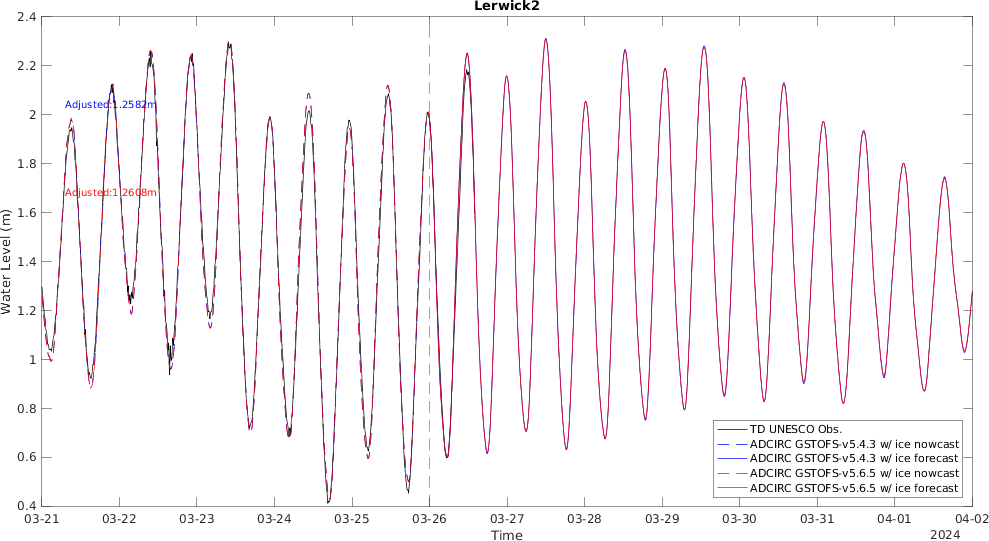 Lerwick2
2.4
2.2
2
1.8
1.6
1.4
1.2
1
0.8
0.6
0.4
Water Level (m)
Adjusted:1.2582m
Adjusted:1.2608m
TD UNESCO Obs.
ADCIRC GSTOFS-v5.4.3 w/ ice nowcast
ADCIRC GSTOFS-v5.4.3 w/ ice forecast
ADCIRC GSTOFS-v5.6.5 w/ ice nowcast
ADCIRC GSTOFS-v5.6.5 w/ ice forecast
03-21 03-22 03-23 03-24 03-25 03-26 03-27 03-28 03-29 03-30 03-31 04-01 04-02
Time
2024